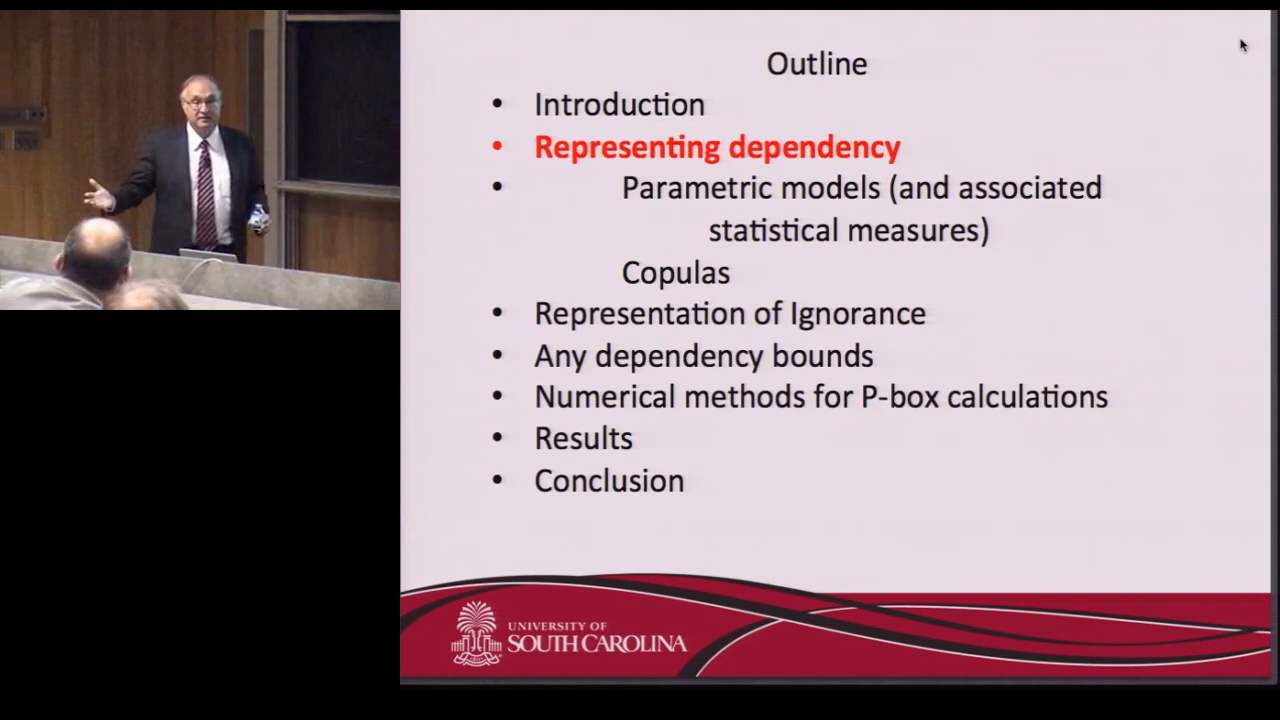 Outline
• Introduction
• Representing dependency
• Parametric models (and associated
statistical measures)
Copulas
• Representation of Ignorance
• Any dependency bounds
• Numerical methods for P-box calculations
• Results
• Conclusion
UNIVERSITY OF
SOUTH CAROLINA